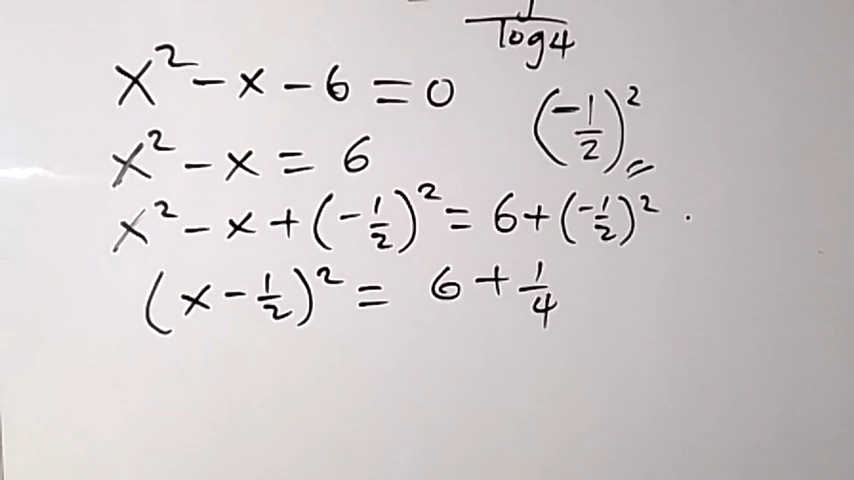 log4
x² - x - 6 = 0
(-1/2)²
x² - x = 6
x² - x + (-1/2)² = 6 + (-1/2)² .
(x - 1/2)² = 6 + 1/4